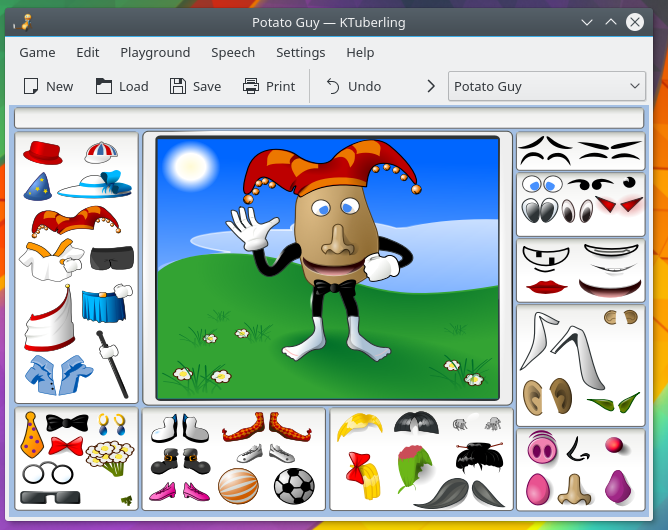 Potato Guy — KTuberling
Game Edit Playground Speech Settings Help
New Load Save Print Undo Potato Guy